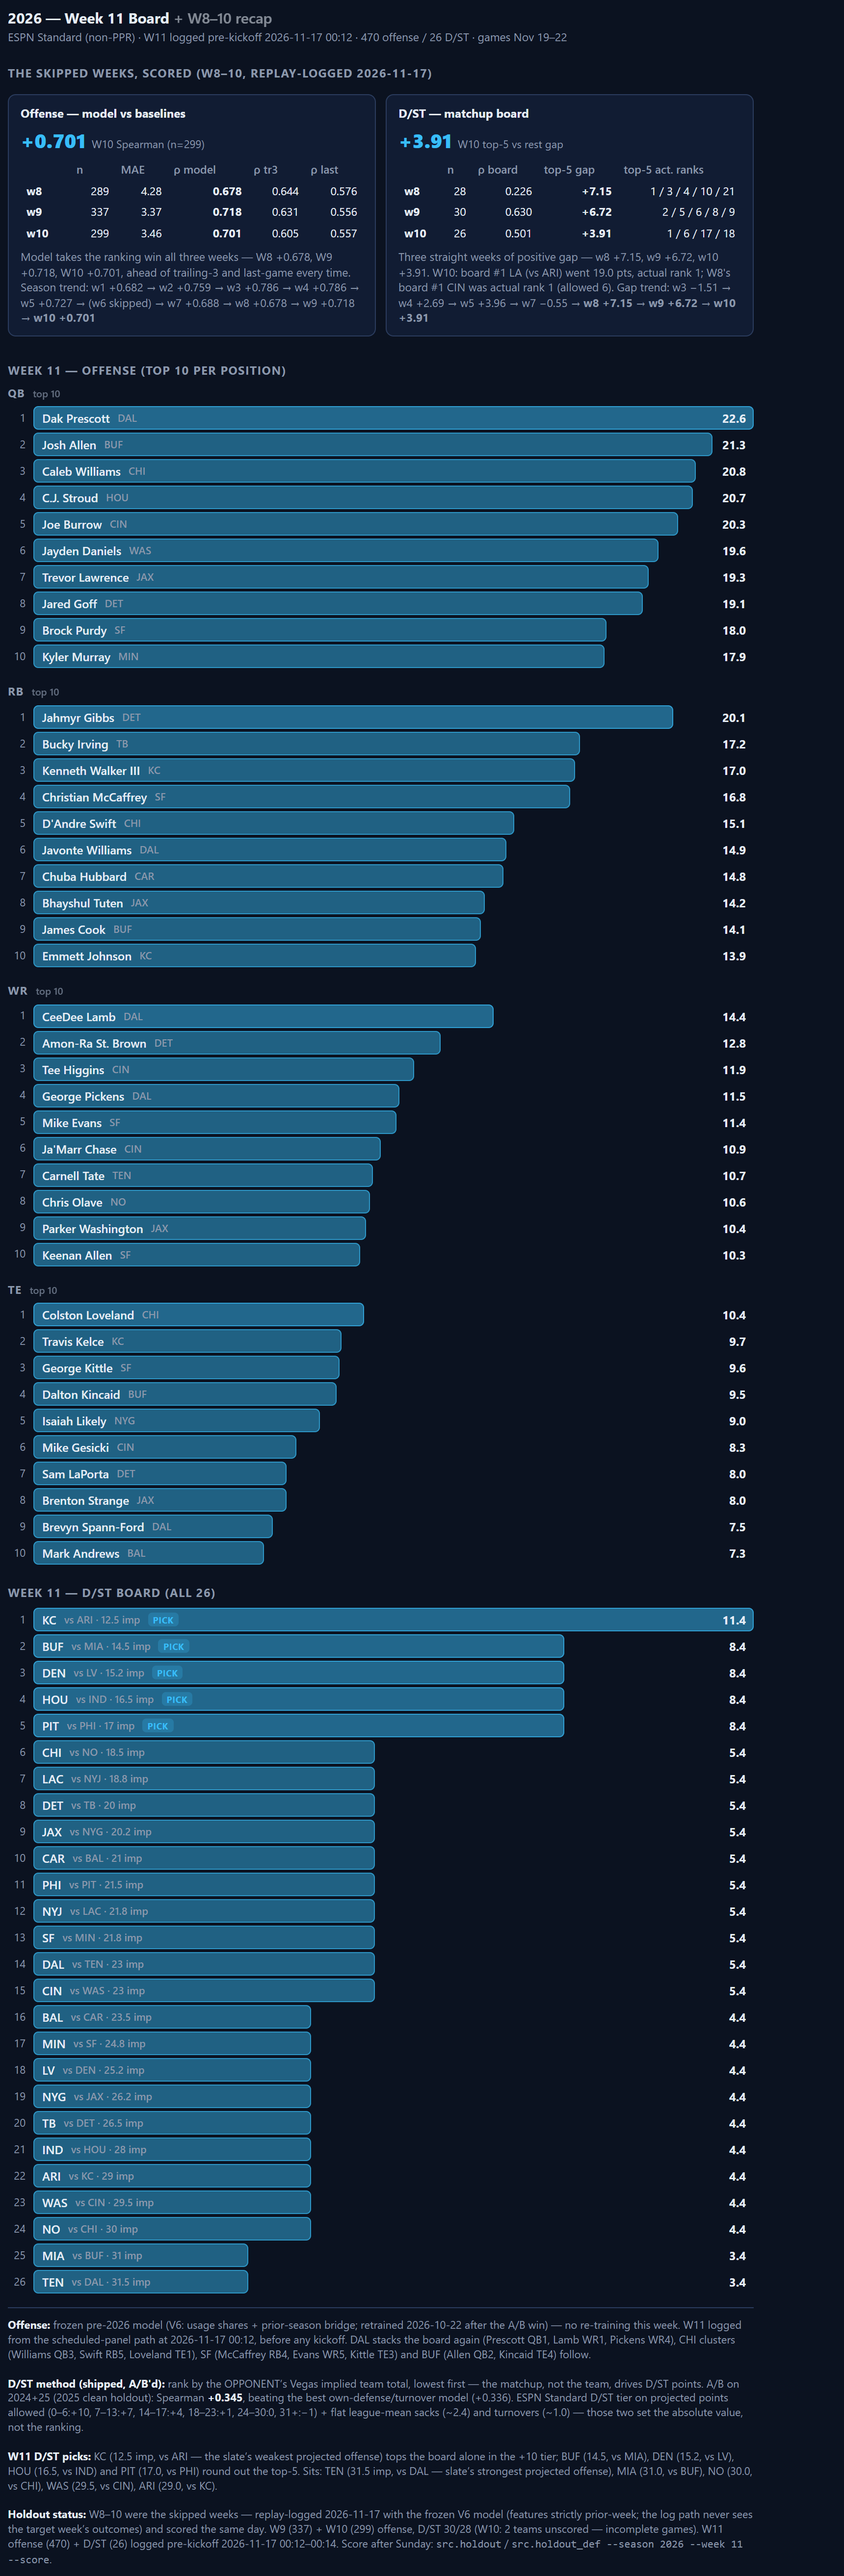 2026 — Week 11 Board + W8–10 recap
ESPN Standard (non-PPR) · W11 logged pre-kickoff 2026-11-17 00:12 · 470 offense / 26 D/ST · games Nov 19–22
THE SKIPPED WEEKS, SCORED (W8–10, REPLAY-LOGGED 2026-11-17)
Offense — model vs baselines
+0.701 W10 Spearman (n=299)
n MAE ρ model ρ tr3 ρ last
w8 289 4.28 0.678 0.644 0.576
w9 337 3.37 0.718 0.631 0.556
w10 299 3.46 0.701 0.605 0.557
Model takes the ranking win all three weeks — W8 +0.678, W9
+0.718, W10 +0.701, ahead of trailing-3 and last-game every time.
Season trend: w1 +0.682 → w2 +0.759 → w3 +0.786 → w4 +0.786 →
w5 +0.727 → (w6 skipped) → w7 +0.688 → w8 +0.678 → w9 +0.718
→ w10 +0.701
D/ST — matchup board
+3.91 W10 top-5 vs rest gap
n ρ board top-5 gap top-5 act. ranks
w8 28 0.226 +7.15 1 / 3 / 4 / 10 / 21
w9 30 0.630 +6.72 2 / 5 / 6 / 8 / 9
w10 26 0.501 +3.91 1 / 6 / 17 / 18
Three straight weeks of positive gap — w8 +7.15, w9 +6.72, w10
+3.91. W10: board #1 LA (vs ARI) went 19.0 pts, actual rank 1; W8's
board #1 CIN was actual rank 1 (allowed 6). Gap trend: w3 −1.51 →
w4 +2.69 → w5 +3.96 → w7 −0.55 → w8 +7.15 → w9 +6.72 → w10
+3.91
WEEK 11 — OFFENSE (TOP 10 PER POSITION)
QB top 10
1 Dak Prescott DAL 22.6
2 Josh Allen BUF 21.3
3 Caleb Williams CHI 20.8
4 C.J. Stroud HOU 20.7
5 Joe Burrow CIN 20.3
6 Jayden Daniels WAS 19.6
7 Trevor Lawrence JAX 19.3
8 Jared Goff DET 19.1
9 Brock Purdy SF 18.0
10 Kyler Murray MIN 17.9
RB top 10
1 Jahmyr Gibbs DET 20.1
2 Bucky Irving TB 17.2
3 Kenneth Walker III KC 17.0
4 Christian McCaffrey SF 16.8
5 D'Andre Swift CHI 15.1
6 Javonte Williams DAL 14.9
7 Chuba Hubbard CAR 14.8
8 Bhayshul Tuten JAX 14.2
9 James Cook BUF 14.1
10 Emmett Johnson KC 13.9
WR top 10
1 CeeDee Lamb DAL 14.4
2 Amon-Ra St. Brown DET 12.8
3 Tee Higgins CIN 11.9
4 George Pickens DAL 11.5
5 Mike Evans SF 11.4
6 Ja'Marr Chase CIN 10.9
7 Carnell Tate TEN 10.7
8 Chris Olave NO 10.6
9 Parker Washington JAX 10.4
10 Keenan Allen SF 10.3
TE top 10
1 Colston Loveland CHI 10.4
2 Travis Kelce KC 9.7
3 George Kittle SF 9.6
4 Dalton Kincaid BUF 9.5
5 Isaiah Likely NYG 9.0
6 Mike Gesicki CIN 8.3
7 Sam LaPorta DET 8.0
8 Brenton Strange JAX 8.0
9 Brevyn Spann-Ford DAL 7.5
10 Mark Andrews BAL 7.3
WEEK 11 — D/ST BOARD (ALL 26)
1 KC vs ARI · 12.5 imp PICK 11.4
2 BUF vs MIA · 14.5 imp PICK 8.4
3 DEN vs LV · 15.2 imp PICK 8.4
4 HOU vs IND · 16.5 imp PICK 8.4
5 PIT vs PHI · 17 imp PICK 8.4
6 CHI vs NO · 18.5 imp 5.4
7 LAC vs NYJ · 18.8 imp 5.4
8 DET vs TB · 20 imp 5.4
9 JAX vs NYG · 20.2 imp 5.4
10 CAR vs BAL · 21 imp 5.4
11 PHI vs PIT · 21.5 imp 5.4
12 NYJ vs LAC · 21.8 imp 5.4
13 SF vs MIN · 21.8 imp 5.4
14 DAL vs TEN · 23 imp 5.4
15 CIN vs WAS · 23 imp 5.4
16 BAL vs CAR · 23.5 imp 4.4
17 MIN vs SF · 24.8 imp 4.4
18 LV vs DEN · 25.2 imp 4.4
19 NYG vs JAX · 26.2 imp 4.4
20 TB vs DET · 26.5 imp 4.4
21 IND vs HOU · 28 imp 4.4
22 ARI vs KC · 29 imp 4.4
23 WAS vs CIN · 29.5 imp 4.4
24 NO vs CHI · 30 imp 4.4
25 MIA vs BUF · 31 imp 3.4
26 TEN vs DAL · 31.5 imp 3.4
Offense: frozen pre-2026 model (V6: usage shares + prior-season bridge; retrained 2026-10-22 after the A/B win) — no re-training this week. W11 logged
from the scheduled-panel path at 2026-11-17 00:12, before any kickoff. DAL stacks the board again (Prescott QB1, Lamb WR1, Pickens WR4), CHI clusters
(Williams QB3, Swift RB5, Loveland TE1), SF (McCaffrey RB4, Evans WR5, Kittle TE3) and BUF (Allen QB2, Kincaid TE4) follow.
D/ST method (shipped, A/B'd): rank by the OPPONENT's Vegas implied team total, lowest first — the matchup, not the team, drives D/ST points. A/B on
2024+25 (2025 clean holdout): Spearman +0.345, beating the best own-defense/turnover model (+0.336). ESPN Standard D/ST tier on projected points
allowed (0–6:+10, 7–13:+7, 14–17:+4, 18–23:+1, 24–30:0, 31+:−1) + flat league-mean sacks (~2.4) and turnovers (~1.0) — those two set the absolute value,
not the ranking.
W11 D/ST picks: KC (12.5 imp, vs ARI — the slate's weakest projected offense) tops the board alone in the +10 tier; BUF (14.5, vs MIA), DEN (15.2, vs LV),
HOU (16.5, vs IND) and PIT (17.0, vs PHI) round out the top-5. Sits: TEN (31.5 imp, vs DAL — slate's strongest projected offense), MIA (31.0, vs BUF), NO (30.0,
vs CHI), WAS (29.5, vs CIN), ARI (29.0, vs KC).
Holdout status: W8–10 were the skipped weeks — replay-logged 2026-11-17 with the frozen V6 model (features strictly prior-week; the log path never sees
the target week's outcomes) and scored the same day. W9 (337) + W10 (299) offense, D/ST 30/28 (W10: 2 teams unscored — incomplete games). W11
offense (470) + D/ST (26) logged pre-kickoff 2026-11-17 00:12–00:14. Score after Sunday: src.holdout / src.holdout_def --season 2026 --week 11
--score.